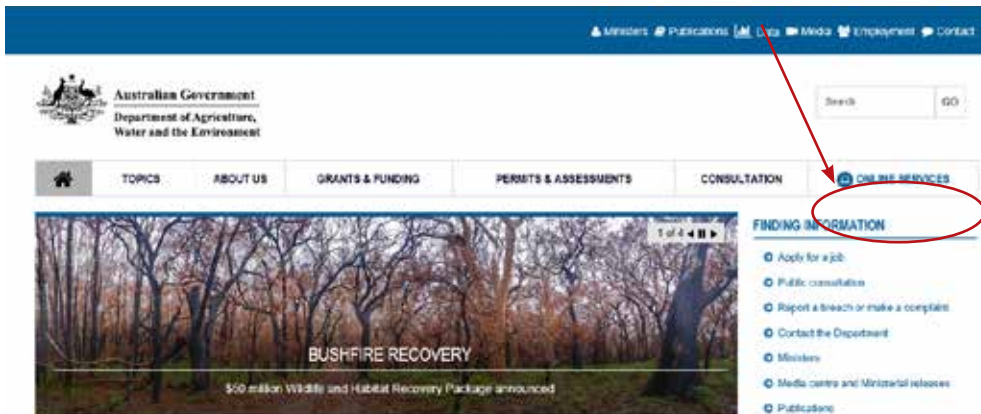 Ministers Publications Data Media Employment Contact
Australian Government
Department of Agriculture,
Water and the Environment
Search GO
TOPICS ABOUT US GRANTS & FUNDING PERMITS & ASSESSMENTS CONSULTATION ONLINE SERVICES
1 of 4
FINDING INFORMATION
Apply for a job
Public consultation
Report a breach or make a complaint
Contact the Department
Ministers
Media centre and Ministerial releases
Publications
BUSHFIRE RECOVERY
$50 million Wildlife and Habitat Recovery Package announced